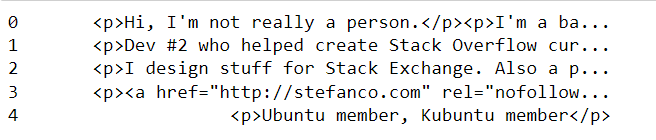 0 <p>Hi, I'm not really a person.</p><p>I'm a ba...
1 <p>Dev #2 who helped create Stack Overflow cur...
2 <p>I design stuff for Stack Exchange. Also a p...
3 <p><a href="http://stefanco.com" rel="nofollow...
4 <p>Ubuntu member, Kubuntu member</p>